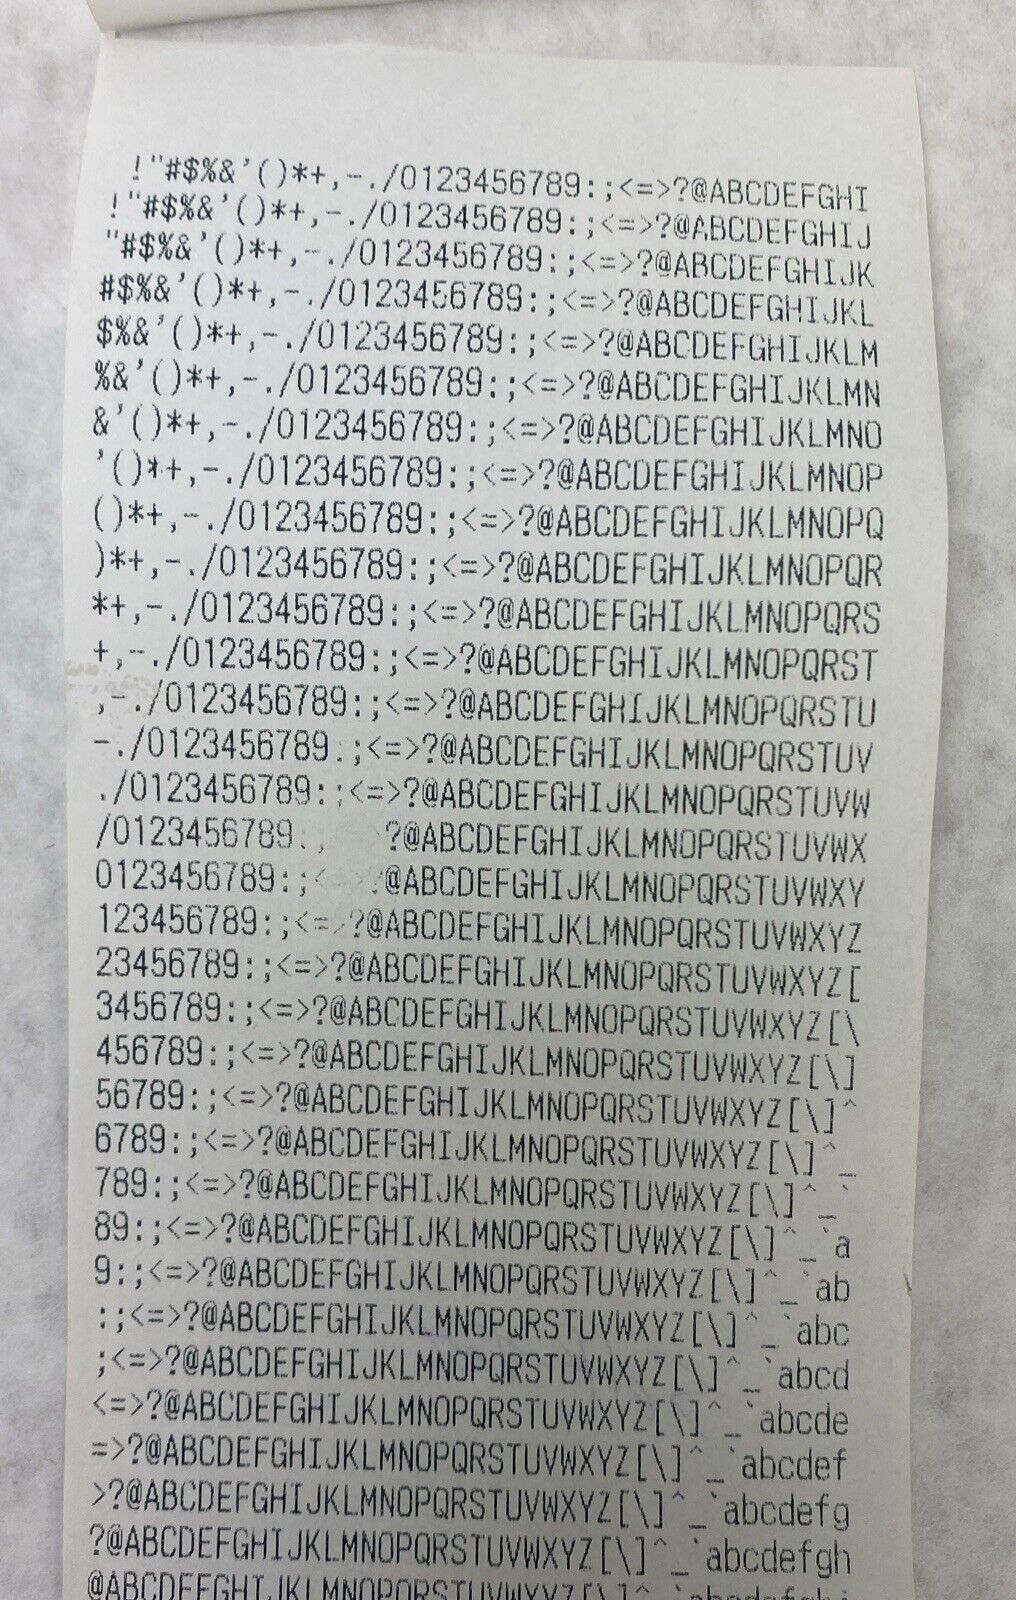 !"#$%&'()*+,-./0123456789:;<=>?@ABCDEFGHI
!"#$%&'()*+,-./0123456789:;<=>?@ABCDEFGHIJ
"#$%&'()*+,-./0123456789:;<=>?@ABCDEFGHIJK
#$%&'()*+,-./0123456789:;<=>?@ABCDEFGHIJKL
$%&'()*+,-./0123456789:;<=>?@ABCDEFGHIJKLM
%&'()*+,-./0123456789:;<=>?@ABCDEFGHIJKLMN
&'()*+,-./0123456789:;<=>?@ABCDEFGHIJKLMNO
'()*+,-./0123456789:;<=>?@ABCDEFGHIJKLMNOP
()*+,-./0123456789:;<=>?@ABCDEFGHIJKLMNOPQ
)*+,-./0123456789:;<=>?@ABCDEFGHIJKLMNOPQR
*+,-./0123456789:;<=>?@ABCDEFGHIJKLMNOPQRS
+,-./0123456789:;<=>?@ABCDEFGHIJKLMNOPQRST
,-./0123456789:;<=>?@ABCDEFGHIJKLMNOPQRSTU
-./0123456789:;<=>?@ABCDEFGHIJKLMNOPQRSTUV
./0123456789:;<=>?@ABCDEFGHIJKLMNOPQRSTUVW
/0123456789 ?@ABCDEFGHIJKLMNOPQRSTUVWX
0123456789:;< ?@ABCDEFGHIJKLMNOPQRSTUVWXY
123456789:;<=>?@ABCDEFGHIJKLMNOPQRSTUVWXYZ
23456789:;<=>?@ABCDEFGHIJKLMNOPQRSTUVWXYZ[
3456789:;<=>?@ABCDEFGHIJKLMNOPQRSTUVWXYZ[\
456789:;<=>?@ABCDEFGHIJKLMNOPQRSTUVWXYZ[\]
56789:;<=>?@ABCDEFGHIJKLMNOPQRSTUVWXYZ[\]^
6789:;<=>?@ABCDEFGHIJKLMNOPQRSTUVWXYZ[\]^_
789:;<=>?@ABCDEFGHIJKLMNOPQRSTUVWXYZ[\]^_`
89:;<=>?@ABCDEFGHIJKLMNOPQRSTUVWXYZ[\]^_`a
9:;<=>?@ABCDEFGHIJKLMNOPQRSTUVWXYZ[\]^_`ab
:;<=>?@ABCDEFGHIJKLMNOPQRSTUVWXYZ[\]^_`abc
;<=>?@ABCDEFGHIJKLMNOPQRSTUVWXYZ[\]^_`abcd
<=>?@ABCDEFGHIJKLMNOPQRSTUVWXYZ[\]^_`abcde
=>?@ABCDEFGHIJKLMNOPQRSTUVWXYZ[\]^_`abcdef
>?@ABCDEFGHIJKLMNOPQRSTUVWXYZ[\]^_`abcdefg
?@ABCDEFGHIJKLMNOPQRSTUVWXYZ[\]^_`abcdefgh
@ABCDEFGHIJKLMNOPQRSTUVWXYZ[\]^_`abcdefghi